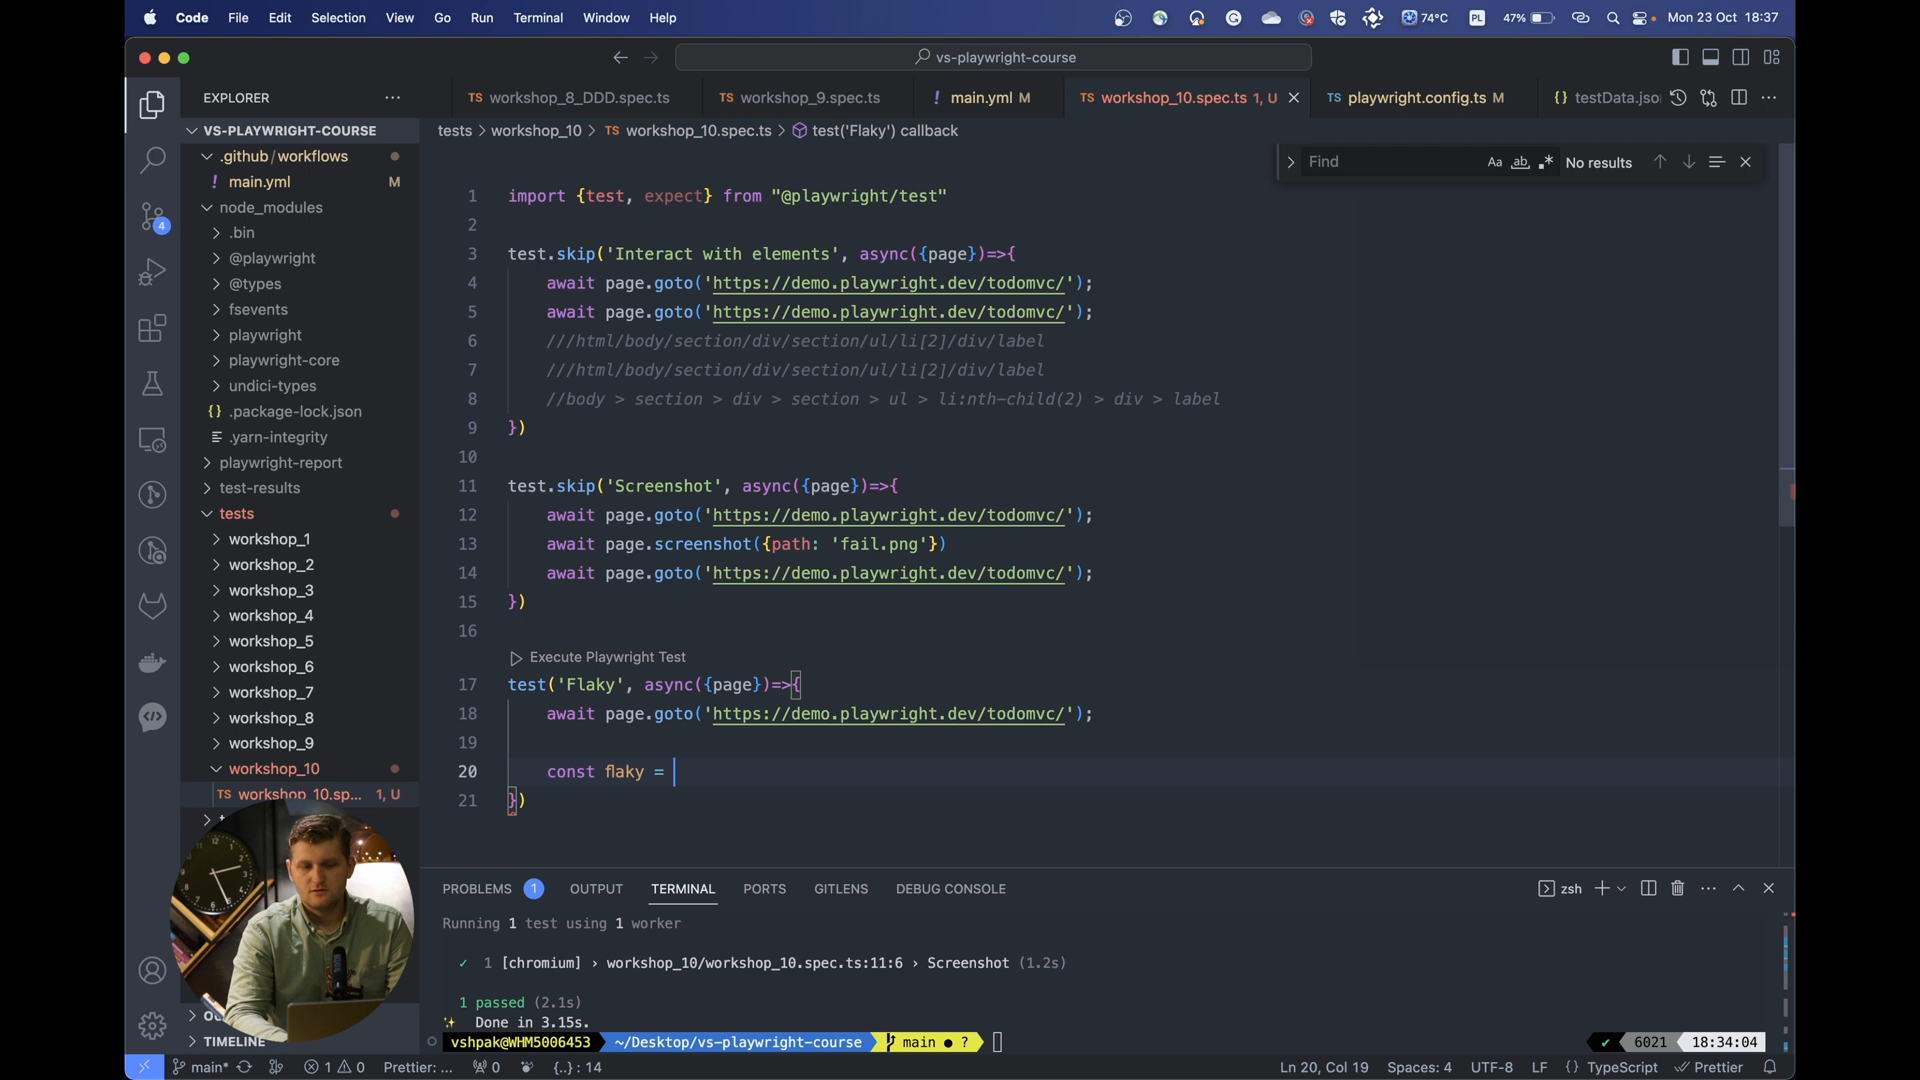 Code File Edit Selection View Go Run Terminal Window Help
74°C PL 47% Mon 23 Oct 18:37
vs-playwright-course
EXPLORER
TS workshop_8_DDD.spec.ts TS workshop_9.spec.ts ! main.yml M TS workshop_10.spec.ts 1, U TS playwright.config.ts M {} testData.jso
VS-PLAYWRIGHT-COURSE
tests > workshop_10 > TS workshop_10.spec.ts > test('Flaky') callback
.github/workflows
! main.yml M
node_modules
.bin
@playwright
@types
fsevents
playwright
playwright-core
undici-types
{} .package-lock.json
.yarn-integrity
playwright-report
test-results
tests
workshop_1
workshop_2
workshop_3
workshop_4
workshop_5
workshop_6
workshop_7
workshop_8
workshop_9
workshop_10
TS workshop_10.sp... 1, U
TIMELINE
4
Find Aa ab No results
1 import {test, expect} from "@playwright/test"
2
3 test.skip('Interact with elements', async({page})=>{
4 await page.goto('https://demo.playwright.dev/todomvc/');
5 await page.goto('https://demo.playwright.dev/todomvc/');
6 ///html/body/section/div/section/ul/li[2]/div/label
7 ///html/body/section/div/section/ul/li[2]/div/label
8 //body > section > div > section > ul > li:nth-child(2) > div > label
9 })
10
11 test.skip('Screenshot', async({page})=>{
12 await page.goto('https://demo.playwright.dev/todomvc/');
13 await page.screenshot({path: 'fail.png'})
14 await page.goto('https://demo.playwright.dev/todomvc/');
15 })
16
Execute Playwright Test
17 test('Flaky', async({page})=>{
18 await page.goto('https://demo.playwright.dev/todomvc/');
19
20 const flaky =
21 })
PROBLEMS 1 OUTPUT TERMINAL PORTS GITLENS DEBUG CONSOLE zsh
Running 1 test using 1 worker
✓ 1 [chromium] › workshop_10/workshop_10.spec.ts:11:6 › Screenshot (1.2s)
1 passed (2.1s)
✨ Done in 3.15s.
vshpak@WHM5006453 ~/Desktop/vs-playwright-course main ● ? ✔ 6021 18:34:04
main* 1 0 Prettier: ... 0 {..} : 14 Ln 20, Col 19 Spaces: 4 UTF-8 LF {} TypeScript Prettier